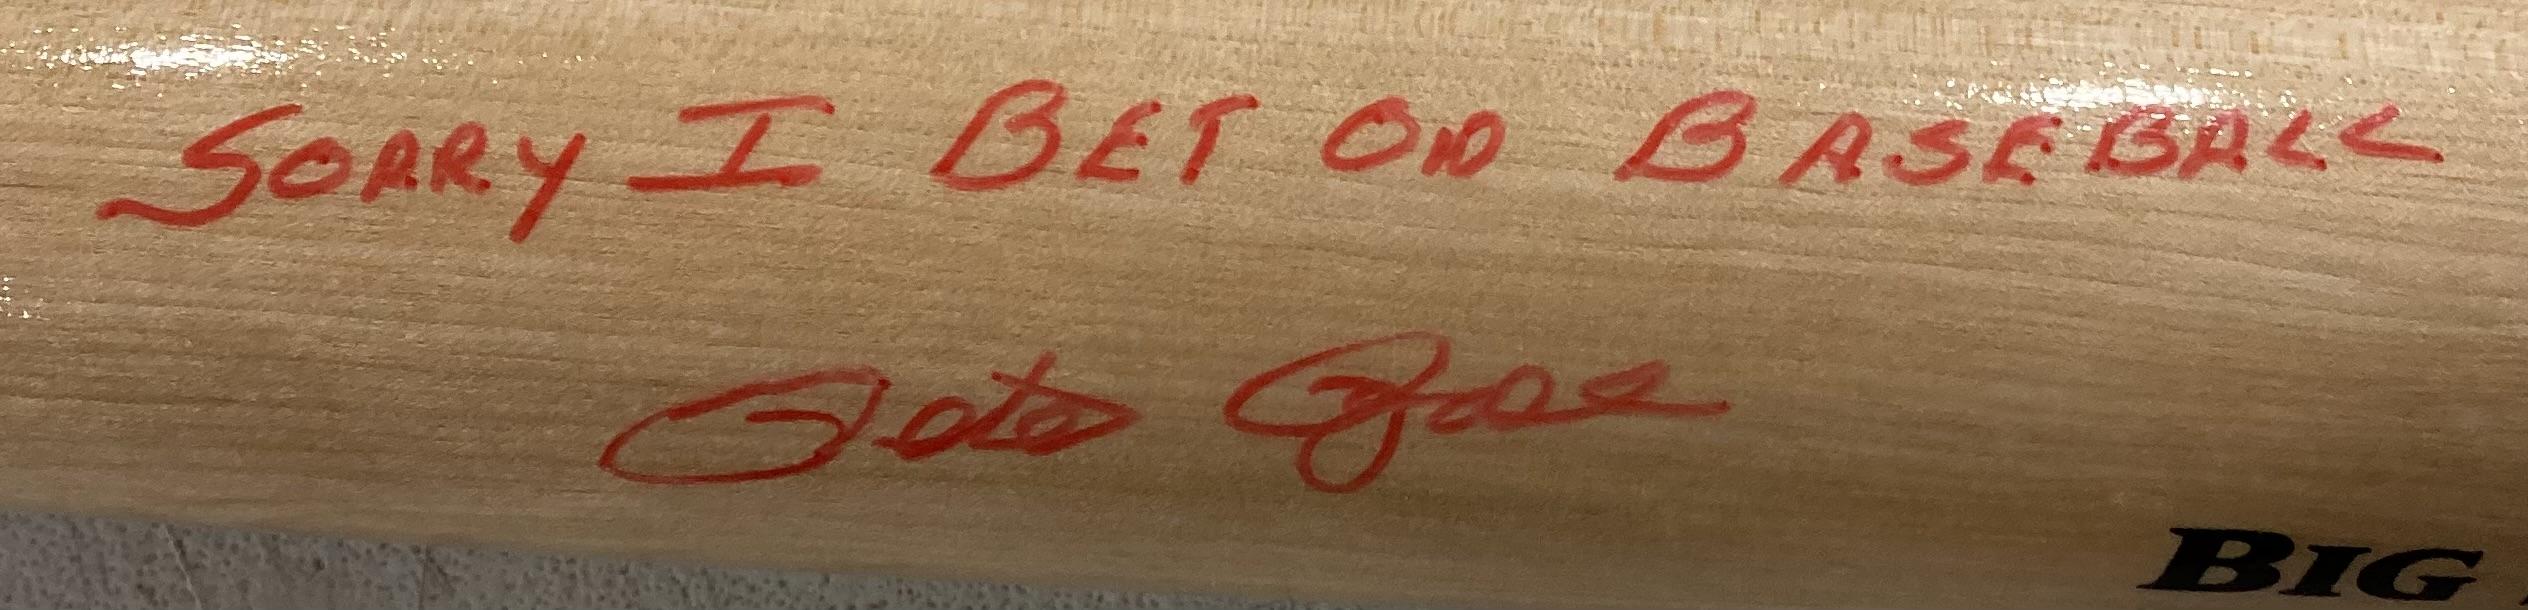 SORRY I BET ON BASEBALL
Pete Rose
BIG